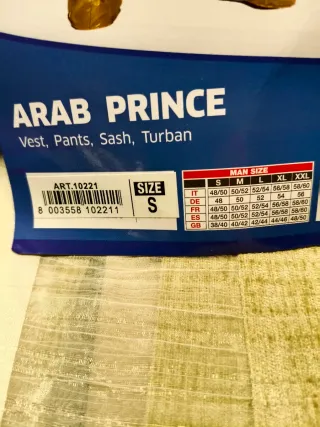 ARAB PRINCE
Vest, Pants, Sash, Turban
ART.10221
8 003558 102211
SIZE
S
MAN SIZE
S M L XL XXL
IT 48/50 50/52 52/54 56/58 58/60
DE 48 50 52 54 56
FR 48/50 50/52 52/54 56/58 58/60
ES 48/50 50/52 52/54 56/58 58/60
GB 38/40 40/42 42/44 44/46 48/50